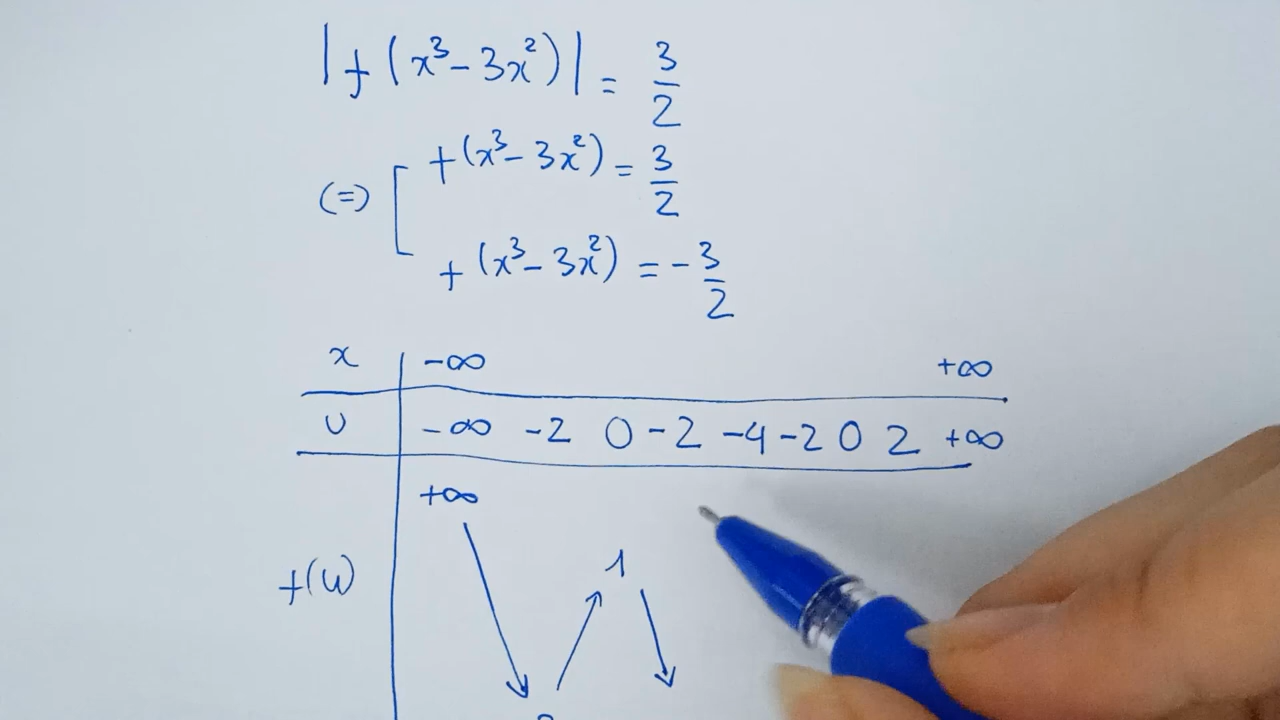 |f(x³-3x²)| = 3/2
(=) [ f(x³-3x²) = 3/2
f(x³-3x²) = -3/2
x | -∞ +∞
u | -∞ -2 0 -2 -4 -2 0 2 +∞
+∞
f(u) 1